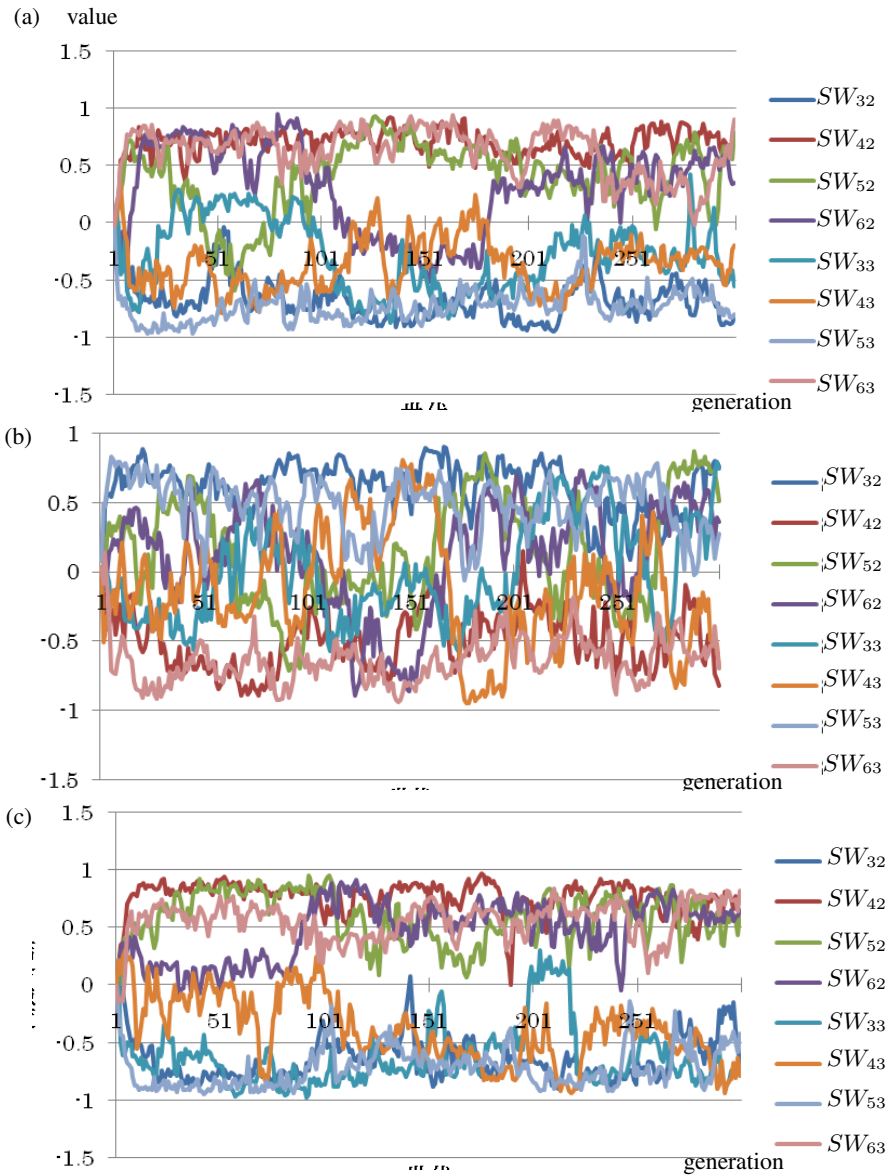 (a) value
1.5
1
0.5
0
-0.5
-1
-1.5
1 51 101 151 201 251
generation
SW32
SW42
SW52
SW62
SW33
SW43
SW53
SW63
(b)
1
0.5
0
-0.5
-1
-1.5
1 51 101 151 201 251
generation
SW32
SW42
SW52
SW62
SW33
SW43
SW53
SW63
(c)
1.5
1
0.5
0
-0.5
-1
-1.5
1 51 101 151 201 251
generation
SW32
SW42
SW52
SW62
SW33
SW43
SW53
SW63